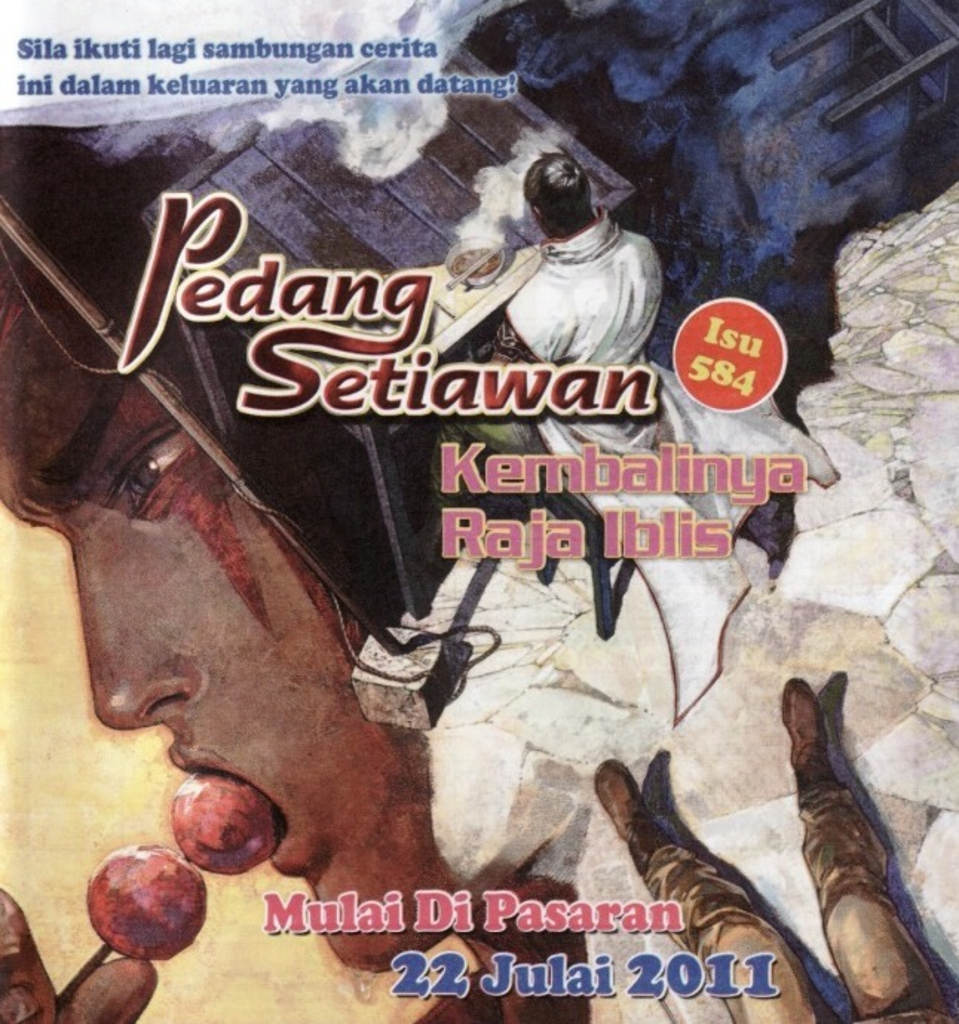 Sila ikuti lagi sambungan cerita
ini dalam keluaran yang akan datang!
Pedang
Setiawan
Isu
584
Kembalinya
Raja Iblis
Mulai Di Pasaran
22 Julai 2011